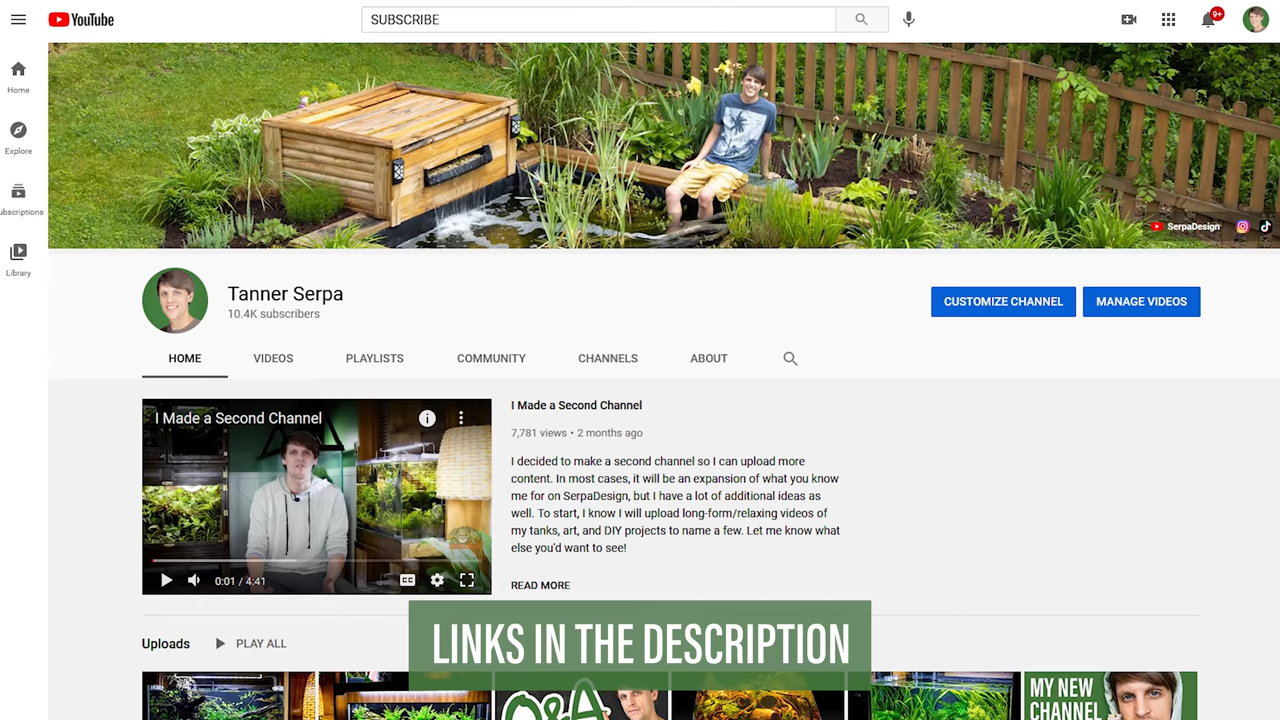 YouTube
SUBSCRIBE
9+
Home
Explore
ubscriptions
Library
SerpaDesign
Tanner Serpa
10.4K subscribers
CUSTOMIZE CHANNEL
MANAGE VIDEOS
HOME
VIDEOS
PLAYLISTS
COMMUNITY
CHANNELS
ABOUT
I Made a Second Channel
0:01 / 4:41
CC
I Made a Second Channel
7,781 views • 2 months ago
I decided to make a second channel so I can upload more
content. In most cases, it will be an expansion of what you know
me for on SerpaDesign, but I have a lot of additional ideas as
well. To start, I know I will upload long-form/relaxing videos of
my tanks, art, and DIY projects to name a few. Let me know what
else you'd want to see!
READ MORE
LINKS IN THE DESCRIPTION
Uploads
PLAY ALL
Q&A
MY NEW
CHANNEL